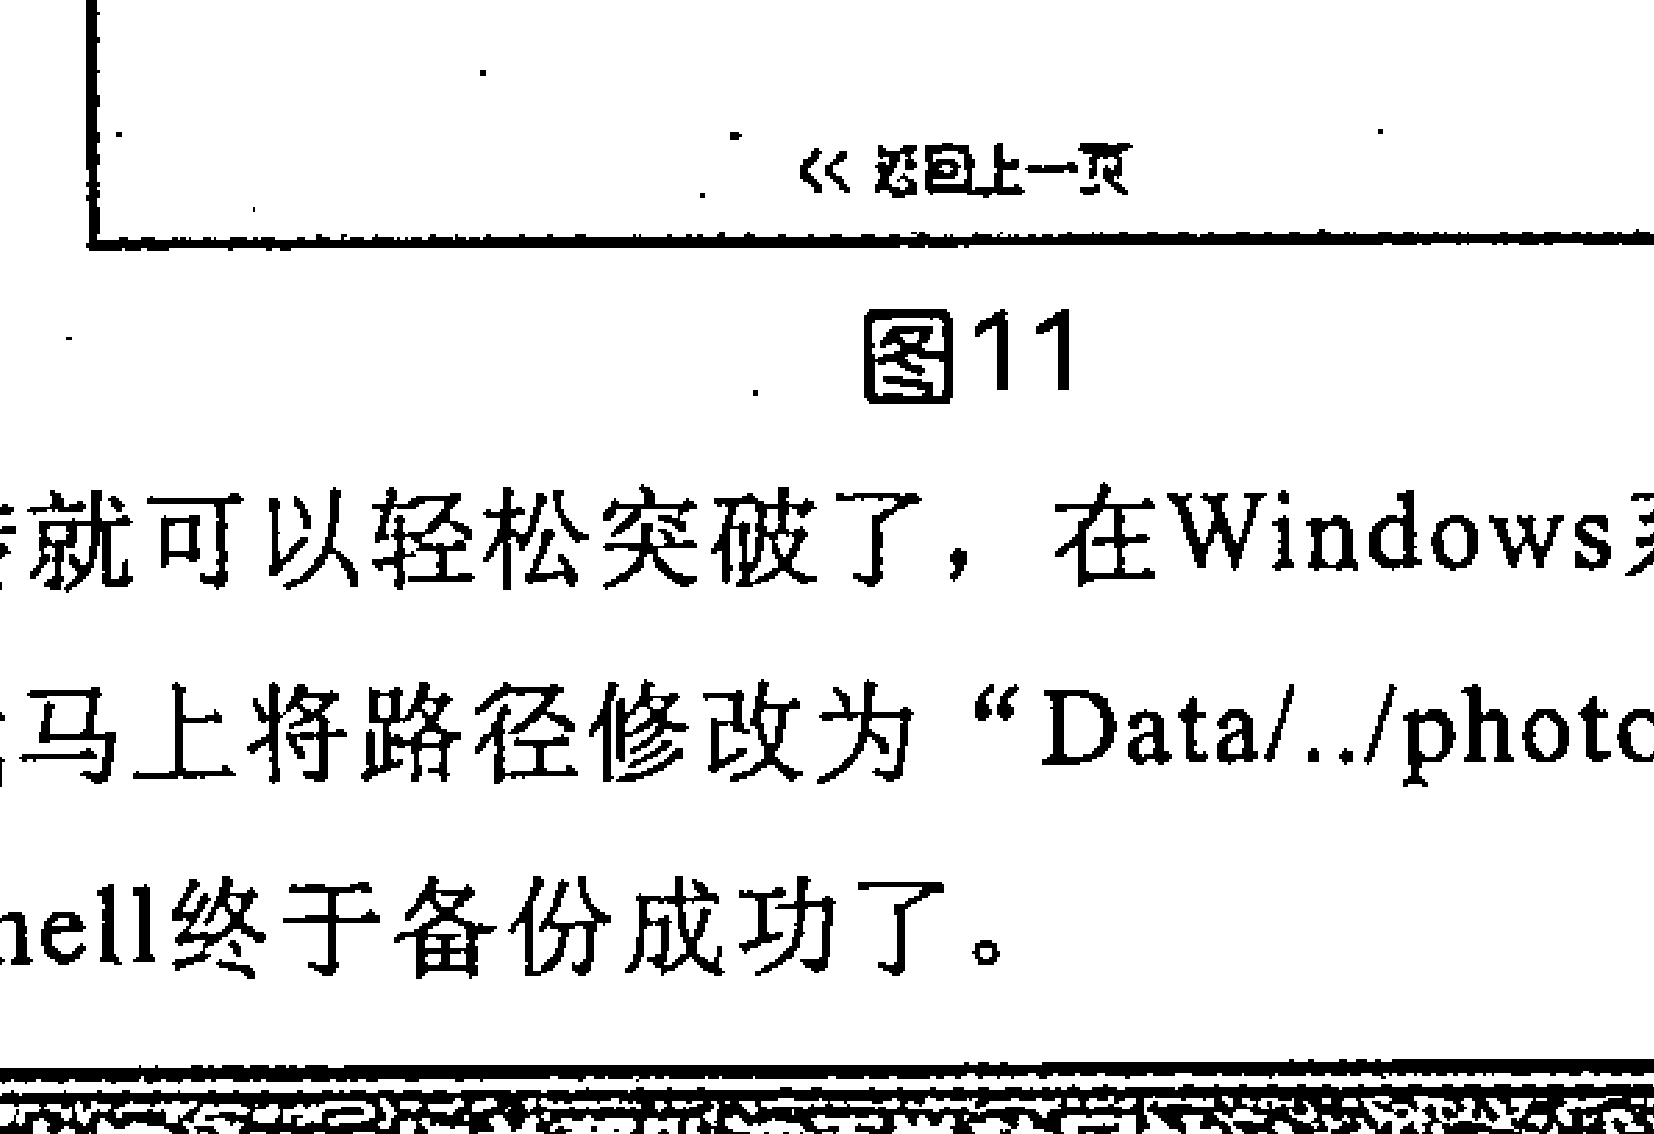 << 返回上一页
图11
就可以轻松突破了，在Windows
马上将路径修改为“Data/../photo
hell终于备份成功了。